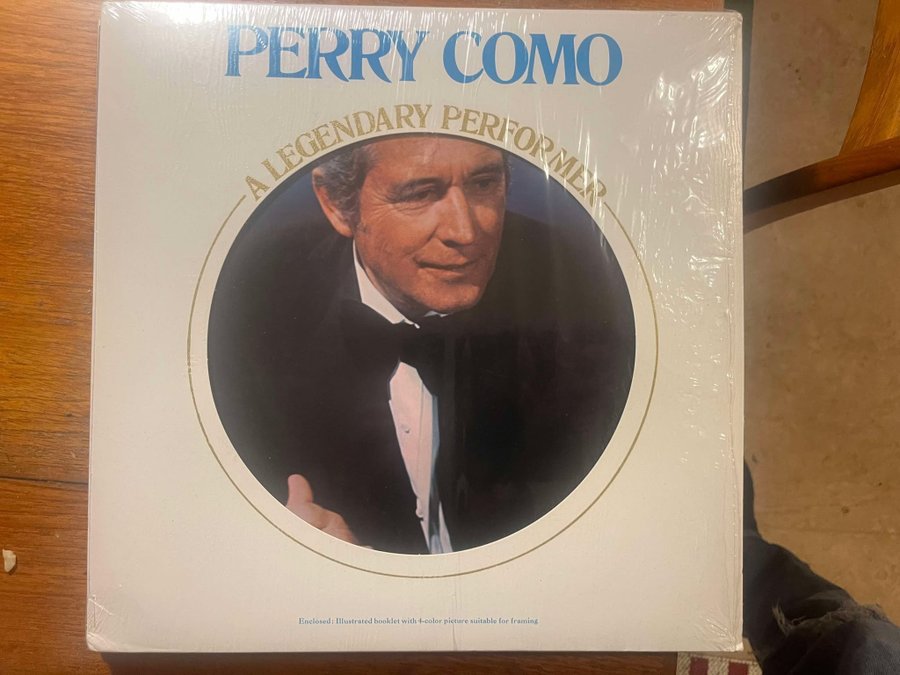 PERRY COMO
A LEGENDARY PERFORMER
Enclosed: Illustrated booklet with 4-color picture suitable for framing